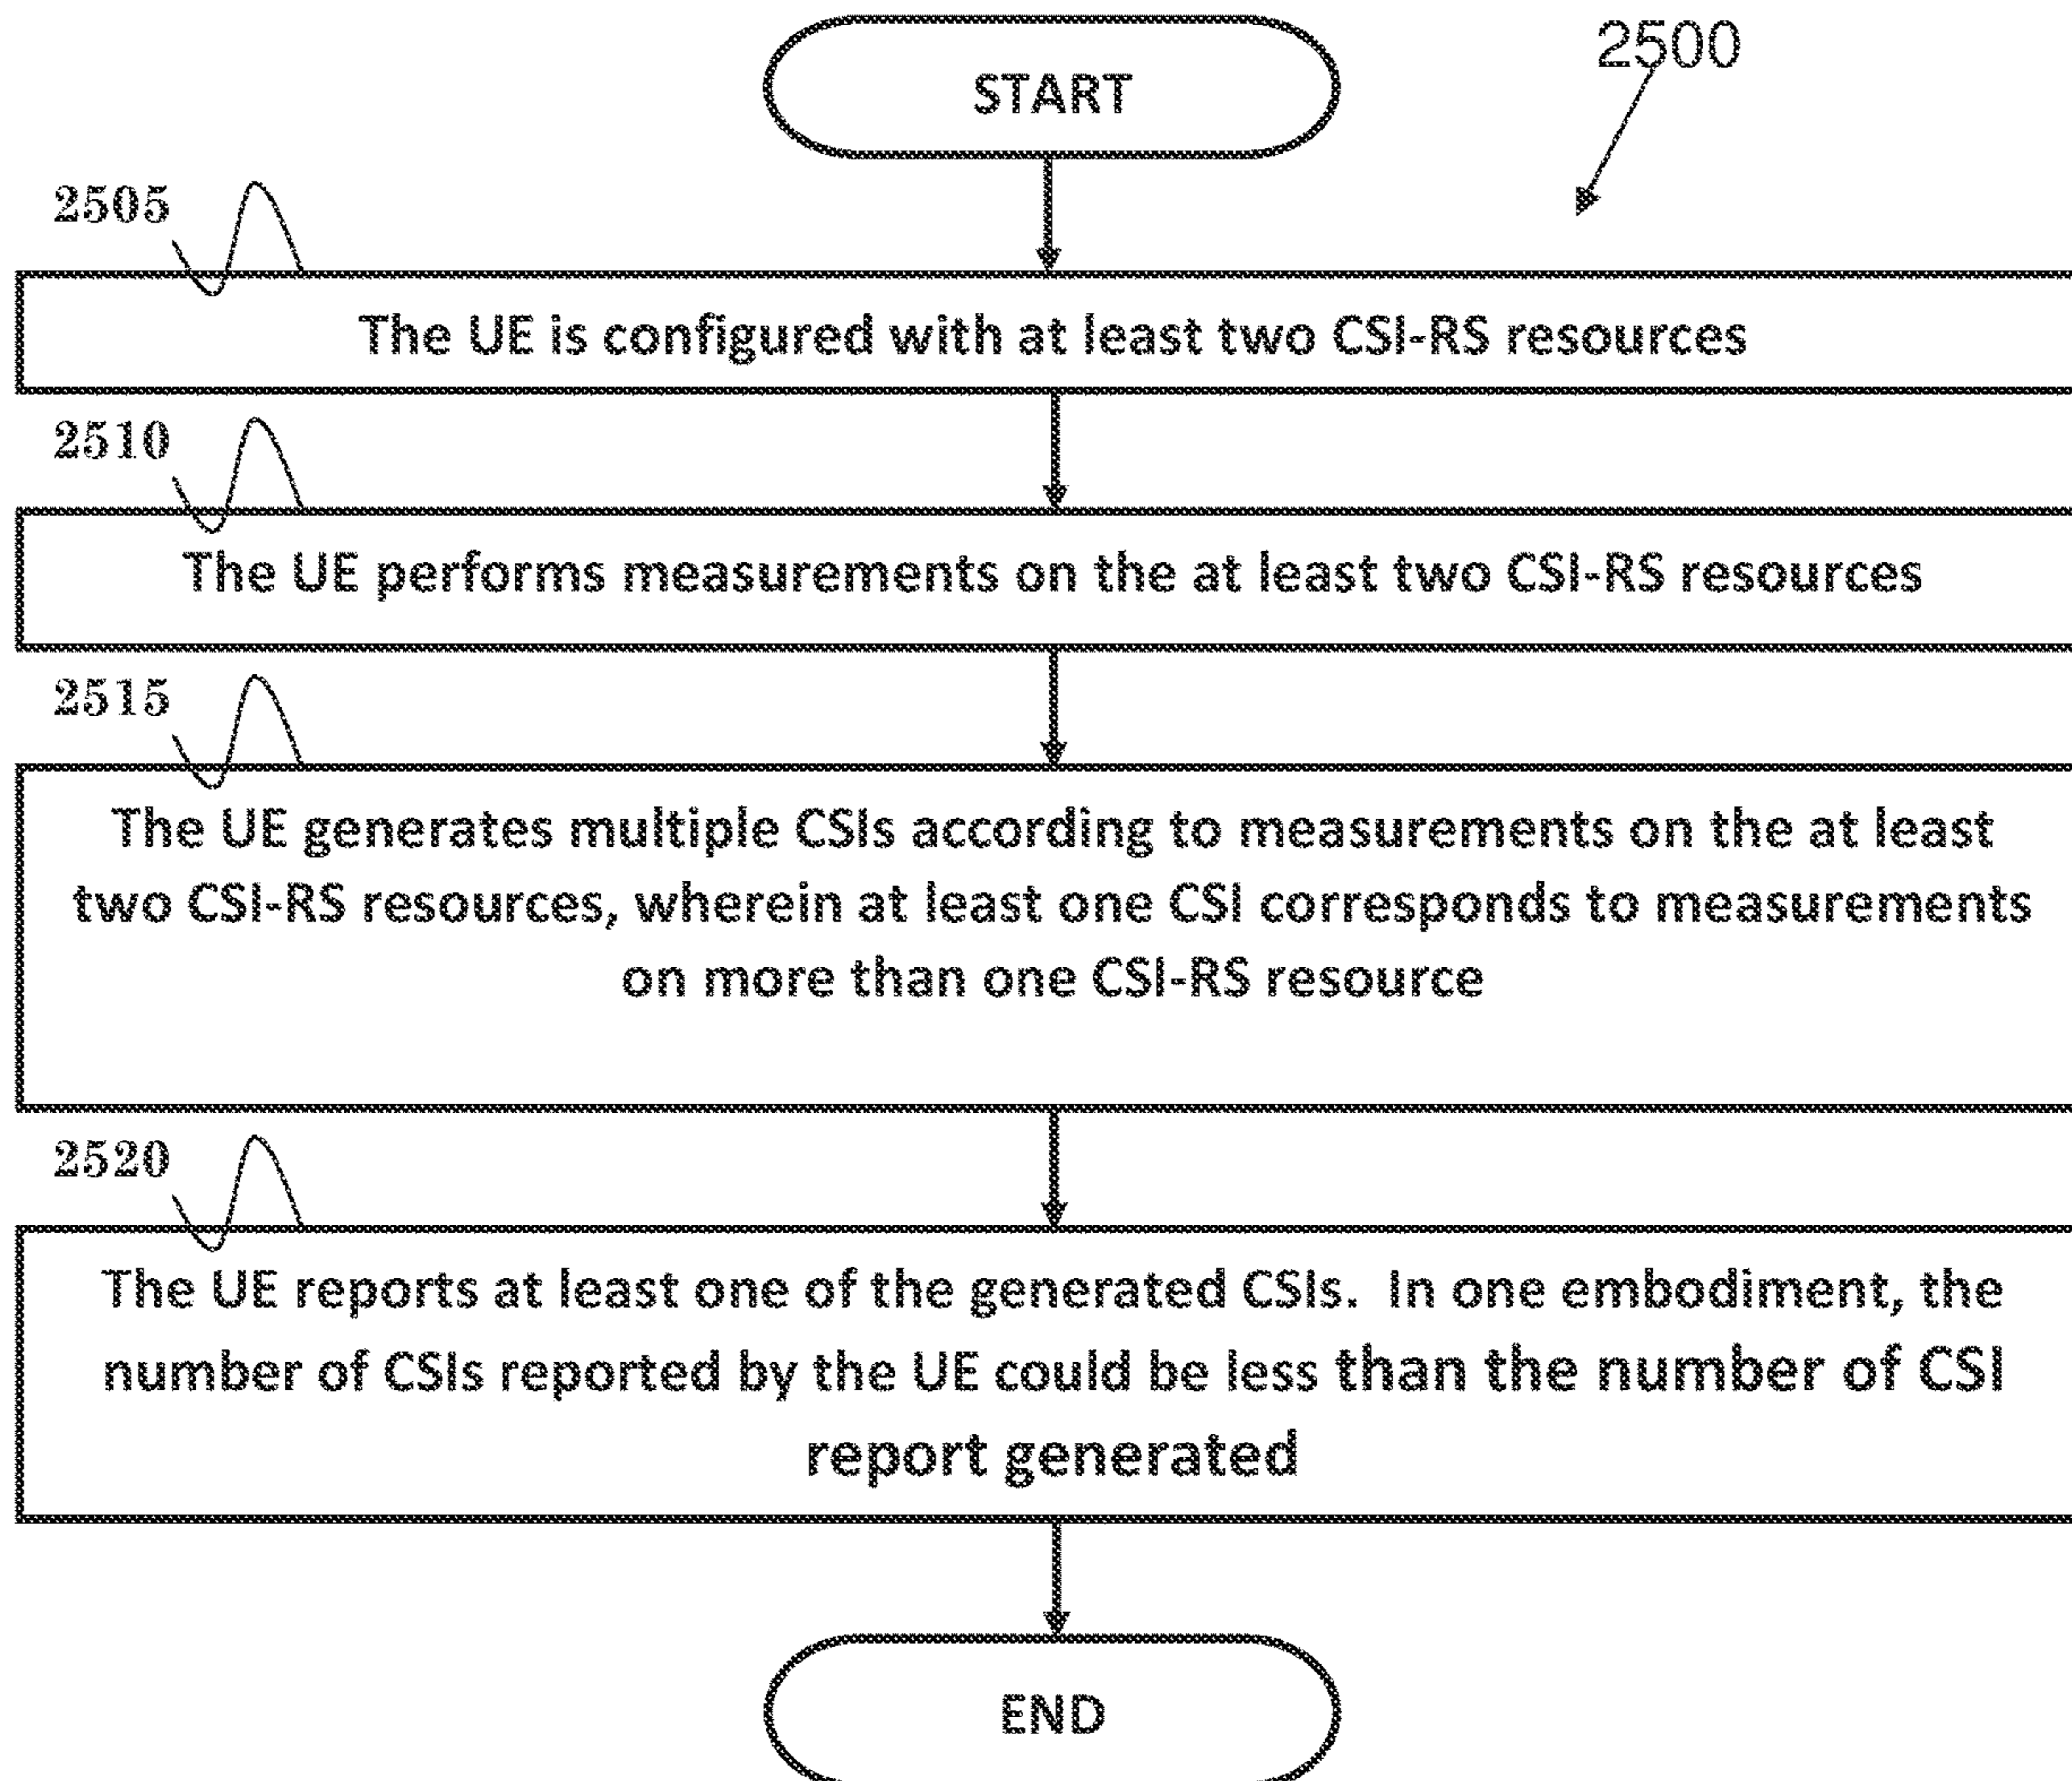 START
2500
2505
The UE is configured with at least two CSI-RS resources
2510
The UE performs measurements on the at least two CSI-RS resources
2515
The UE generates multiple CSIs according to measurements on the at least
two CSI-RS resources, wherein at least one CSI corresponds to measurements
on more than one CSI-RS resource
2520
The UE reports at least one of the generated CSIs.  In one embodiment, the
number of CSIs reported by the UE could be less than the number of CSI
report generated
END